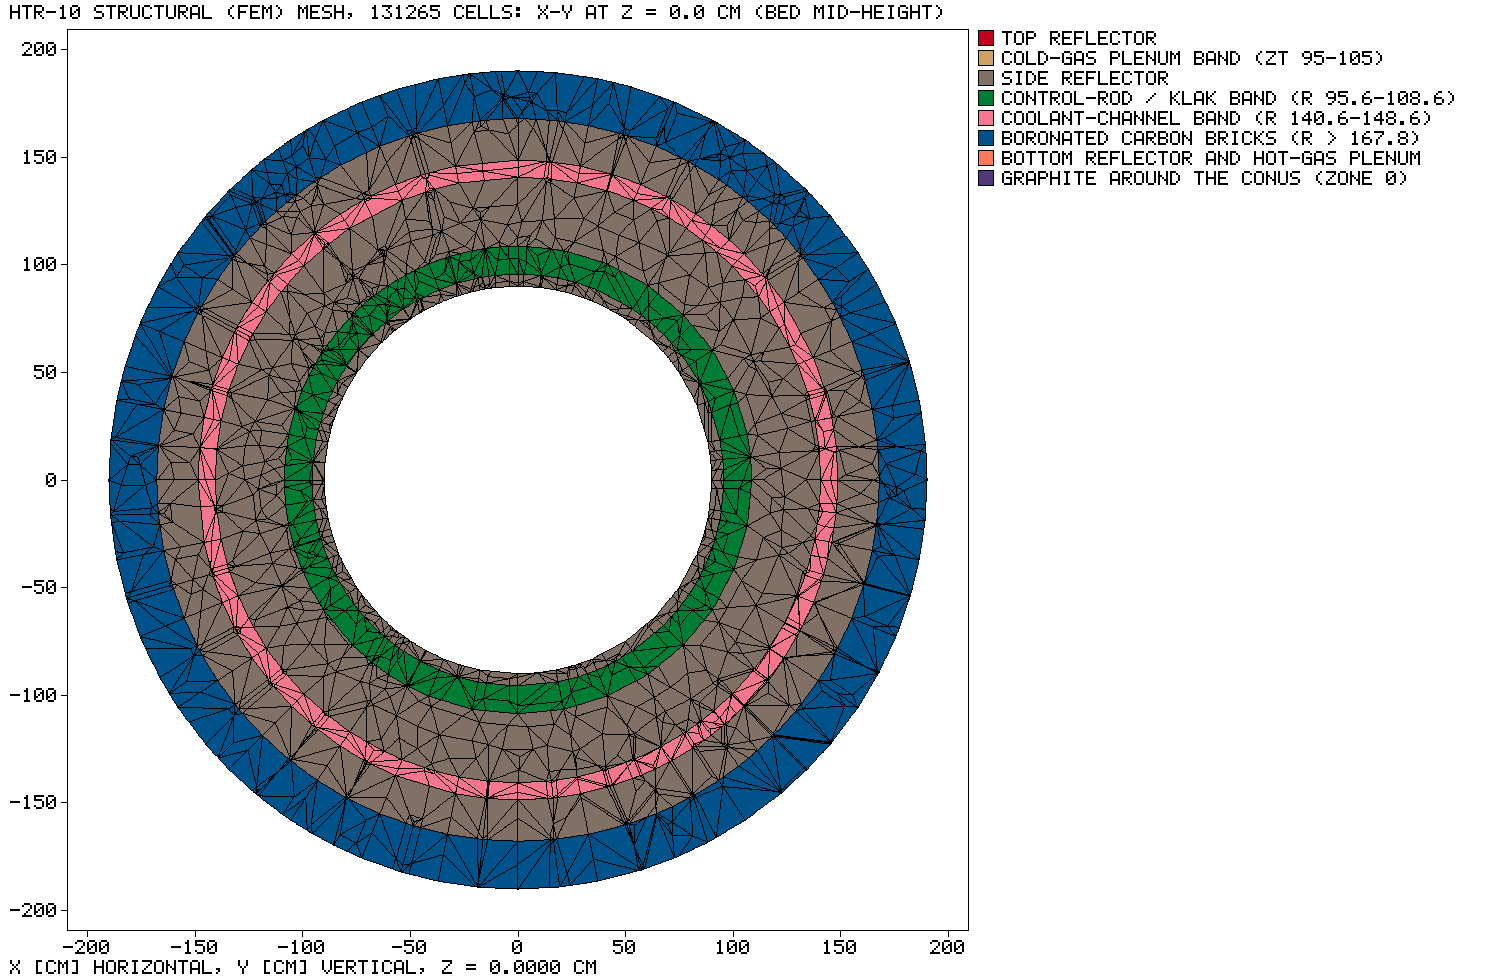 HTR-10 STRUCTURAL (FEM) MESH, 131265 CELLS: X-Y AT Z = 0.0 CM (BED MID-HEIGHT)
TOP REFLECTOR
COLD-GAS PLENUM BAND (ZT 95-105)
SIDE REFLECTOR
CONTROL-ROD / KLAK BAND (R 95.6-108.6)
COOLANT-CHANNEL BAND (R 140.6-148.6)
BORONATED CARBON BRICKS (R > 167.8)
BOTTOM REFLECTOR AND HOT-GAS PLENUM
GRAPHITE AROUND THE CONUS (ZONE 0)
200
150
100
50
0
-50
-100
-150
-200
-200 -150 -100 -50 0 50 100 150 200
X [CM] HORIZONTAL, Y [CM] VERTICAL, Z = 0.0000 CM